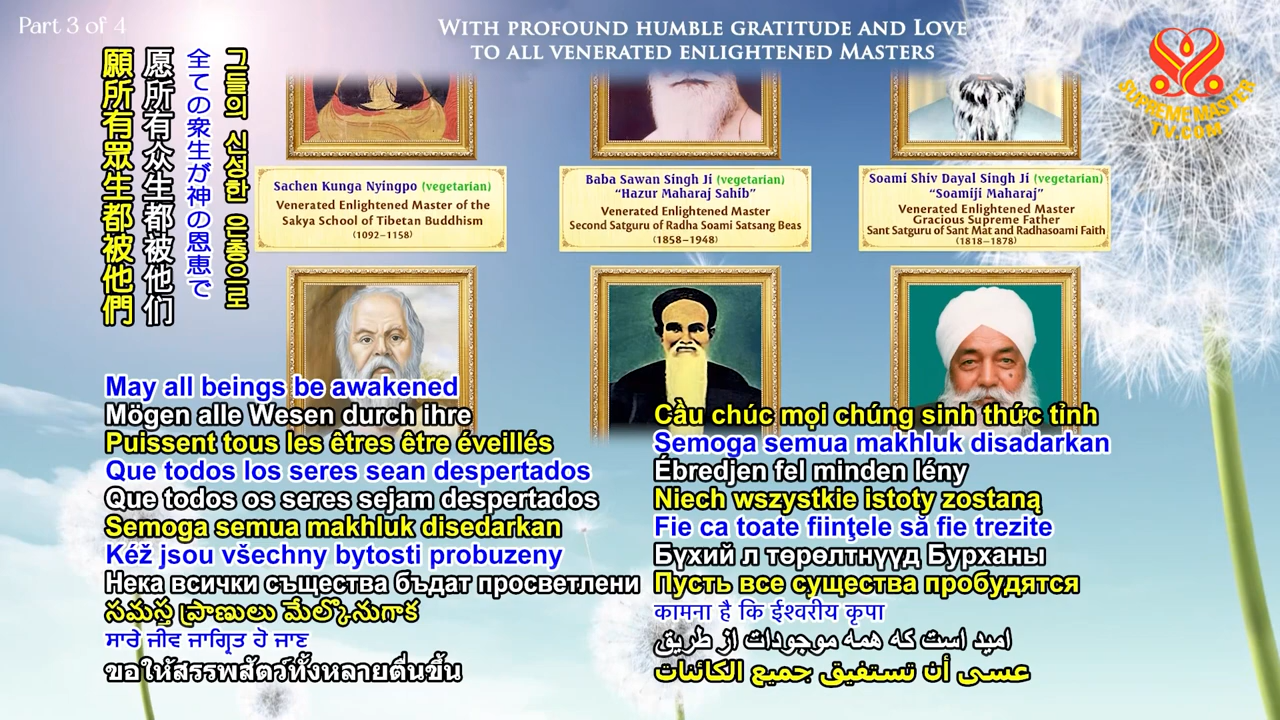 Part 3 of 4
WITH PROFOUND HUMBLE GRATITUDE AND LOVE
TO ALL VENERATED ENLIGHTENED MASTERS
SUPREME MASTER
TV.COM
願所有眾生都被他們
愿所有众生都被他们
全ての衆生が神の恩恵で
그들의 신성한 은총으로
Sachen Kunga Nyingpo (vegetarian)
Venerated Enlightened Master of the
Sakya School of Tibetan Buddhism
(1092–1158)
Baba Sawan Singh Ji (vegetarian)
“Hazur Maharaj Sahib”
Venerated Enlightened Master
Second Satguru of Radha Soami Satsang Beas
(1858–1948)
Soami Shiv Dayal Singh Ji (vegetarian)
“Soamiji Maharaj”
Venerated Enlightened Master
Gracious Supreme Father
Sant Satguru of Sant Mat and Radhasoami Faith
(1818–1878)
May all beings be awakened
Mögen alle Wesen durch ihre
Puissent tous les êtres être éveillés
Que todos los seres sean despertados
Que todos os seres sejam despertados
Semoga semua makhluk disedarkan
Kéž jsou všechny bytosti probuzeny
Нека всички същества бъдат просветлени
సమస్త ప్రాణులు మేల్కొనుగాక
ਸਾਰੇ ਜੀਵ ਜਾਗ੍ਰਿਤ ਹੋ ਜਾਣ
ขอให้สรรพสัตว์ทั้งหลายตื่นขึ้น
Cầu chúc mọi chúng sinh thức tỉnh
Semoga semua makhluk disadarkan
Ébredjen fel minden lény
Niech wszystkie istoty zostaną
Fie ca toate fiinţele să fie trezite
Бүхий л төрөлтнүүд Бурханы
Пусть все существа пробудятся
कामना है कि ईश्वरीय कृपा
امید است که همه موجودات از طریق
عسى أن تستفيق جميع الكائنات